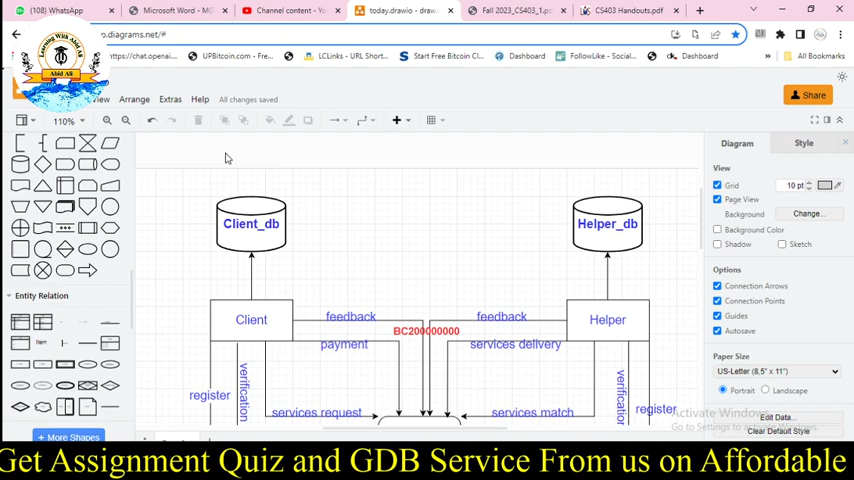 (108) WhatsApp
Microsoft Word - M
Channel content - You
today.drawio - draw
Fall 2023_CS403_1.pd
CS403 Handouts.pdf
p.diagrams.net/#
https://chat.openai....
UPBitcoin.com - Fre...
LCLinks - URL Short...
Start Free Bitcoin Cl...
Dashboard
FollowLike - Social...
Dashboard
All Bookmarks
Learning With Abid Ali
Abid Ali
View
Arrange
Extras
Help
All changes saved
Share
110%
Diagram
Style
View
Grid
10 pt
Page View
Background
Change...
Background Color
Shadow
Sketch
Options
Connection Arrows
Connection Points
Guides
Autosave
Paper Size
US-Letter (8,5" x 11")
Portrait
Landscape
Edit Data...
Clear Default Style
Activate Windows
Go to Settings to activate Windows.
Entity Relation
Item
+ More Shapes
Client_db
Helper_db
Client
Helper
feedback
feedback
BC200000000
payment
services delivery
verification
verification
register
register
services request
services match
Get Assignment Quiz and GDB Service From us on Affordable